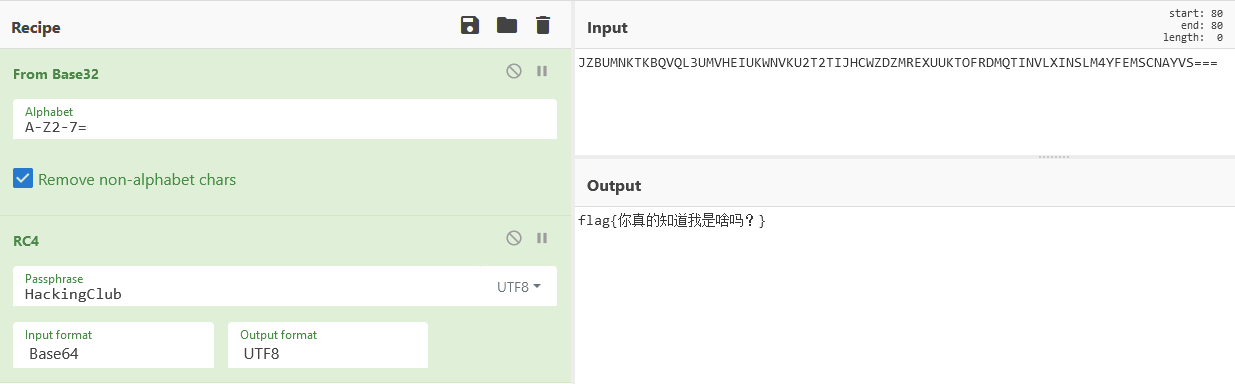 Recipe
From Base32
Alphabet
A-Z2-7=
Remove non-alphabet chars
RC4
Passphrase
HackingClub
UTF8
Input format
Base64
Output format
UTF8
Input
start: 80
end: 80
length: 0
JZBUMNKTKBQVQL3UMVHEIUKWNVKU2T2TIJHCWZDZMREXUUKTOFRDMQTINVLXINSLM4YFEMSCNAYVS===
Output
flag{你真的知道我是啥吗？}